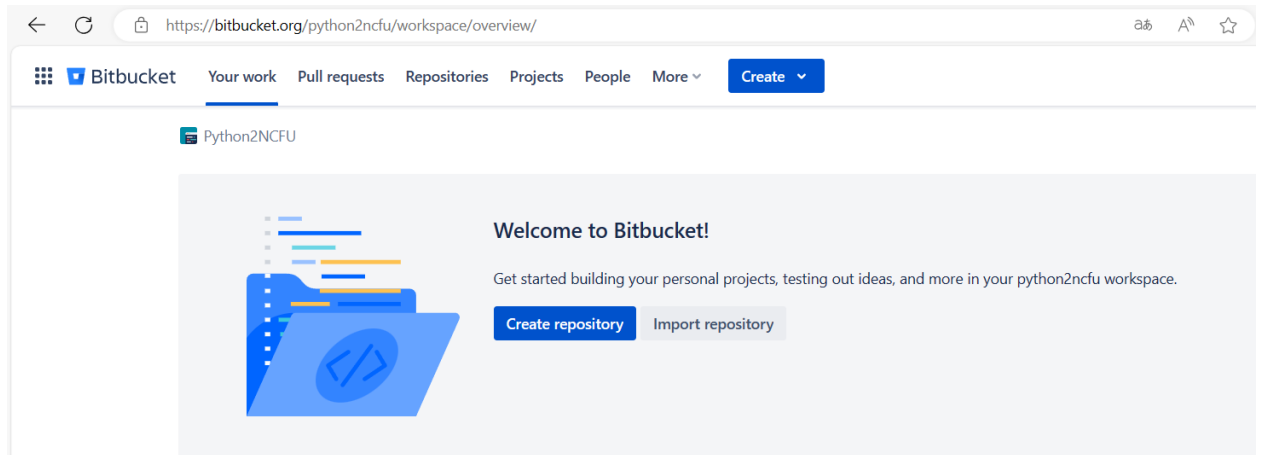 https://bitbucket.org/python2ncfu/workspace/overview/
aあ A
Bitbucket Your work Pull requests Repositories Projects People More Create
Python2NCFU
Welcome to Bitbucket!
Get started building your personal projects, testing out ideas, and more in your python2ncfu workspace.
Create repository Import repository